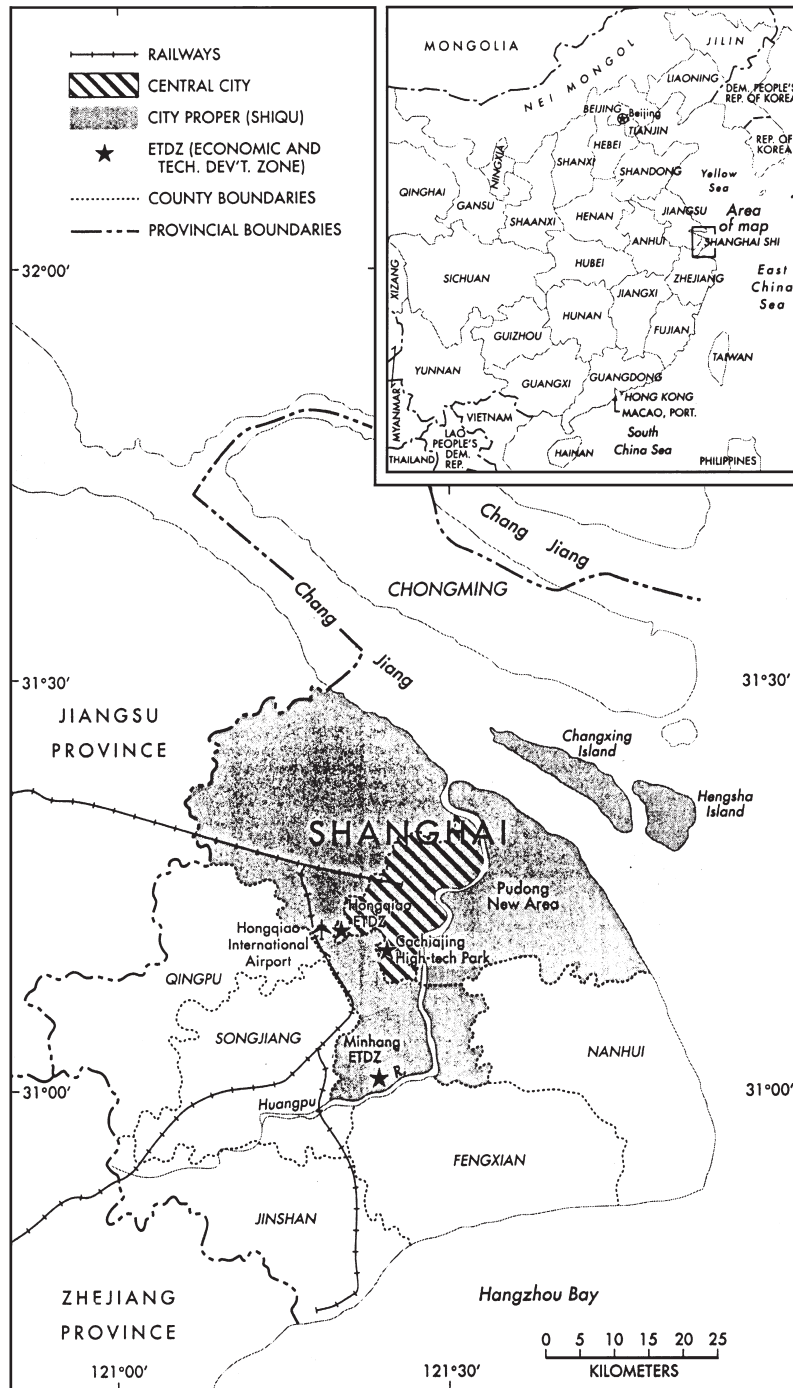 RAILWAYS
CENTRAL CITY
CITY PROPER (SHIQU)
ETDZ (ECONOMIC AND
TECH. DEV'T. ZONE)
COUNTY BOUNDARIES
PROVINCIAL BOUNDARIES
MONGOLIA
JILIN
NEI MONGOL
LIAONING
DEM. PEOPLE'S
REP. OF KOREA
BEIJING
Beijing
TIANJIN
REP. OF
KOREA
HEBEI
NINGXIA
SHANXI
SHANDONG
Yellow
Sea
QINGHAI
GANSU
SHAANXI
HENAN
JIANGSU
Area
of map
ANHUI
SHANGHAI SHI
HUBEI
East
China
Sea
XIZANG
SICHUAN
ZHEJIANG
JIANGXI
HUNAN
GUIZHOU
FUJIAN
YUNNAN
TAIWAN
GUANGXI
GUANGDONG
HONG KONG
MACAO, PORT.
MYANMAR
VIETNAM
LAO
PEOPLE'S
DEM.
REP.
South
China Sea
THAILAND
HAINAN
PHILIPPINES
32°00'
Chang Jiang
CHONGMING
Chang
Jiang
31°30'
31°30'
JIANGSU
PROVINCE
Changxing
Island
Hengsha
Island
SHANGHAI
Pudong
New Area
Hongqiao
ETDZ
Hongqiao
International
Airport
Cachiajing
High-tech Park
QINGPU
SONGJIANG
Minhang
ETDZ
NANHUI
R.
31°00'
31°00'
Huangpu
FENGXIAN
JINSHAN
ZHEJIANG
PROVINCE
Hangzhou Bay
0 5 10 15 20 25
KILOMETERS
121°00'
121°30'